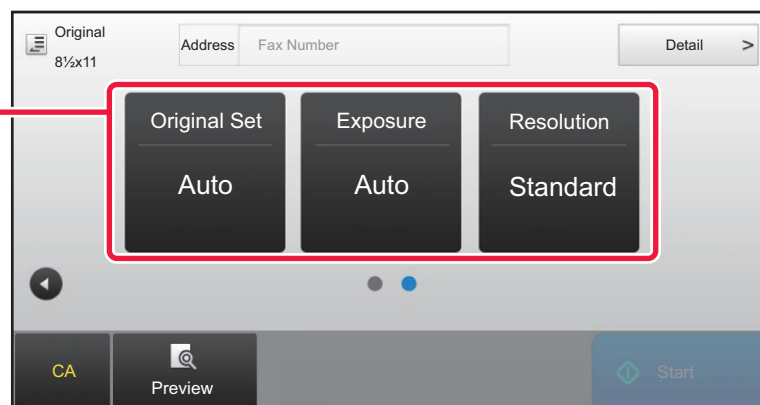 Original
8½x11
Address
Fax Number
Detail >
Original Set
Exposure
Resolution
Auto
Auto
Standard
CA
Preview
Start